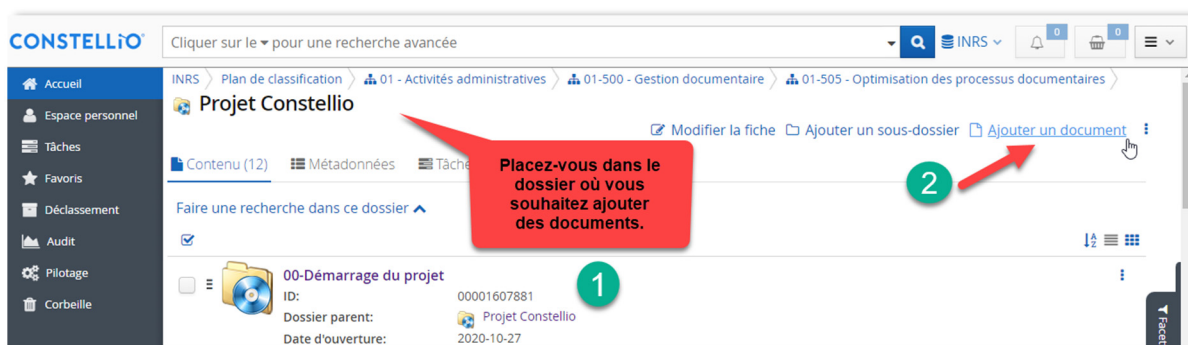 CONSTELLiO
Cliquer sur le ▾ pour une recherche avancée
INRS
0
0
Accueil
Espace personnel
Tâches
Favoris
Déclassement
Audit
Pilotage
Corbeille
INRS 〉 Plan de classification 〉 01 - Activités administratives 〉 01-500 - Gestion documentaire 〉 01-505 - Optimisation des processus documentaires 〉
Projet Constellio
Modifier la fiche Ajouter un sous-dossier Ajouter un document
Contenu (12) Métadonnées Tâche
Placez-vous dans le
dossier où vous
souhaitez ajouter
des documents.
2
Faire une recherche dans ce dossier
00-Démarrage du projet
1
ID: 00001607881
Dossier parent: Projet Constellio
Date d'ouverture: 2020-10-27
Facet